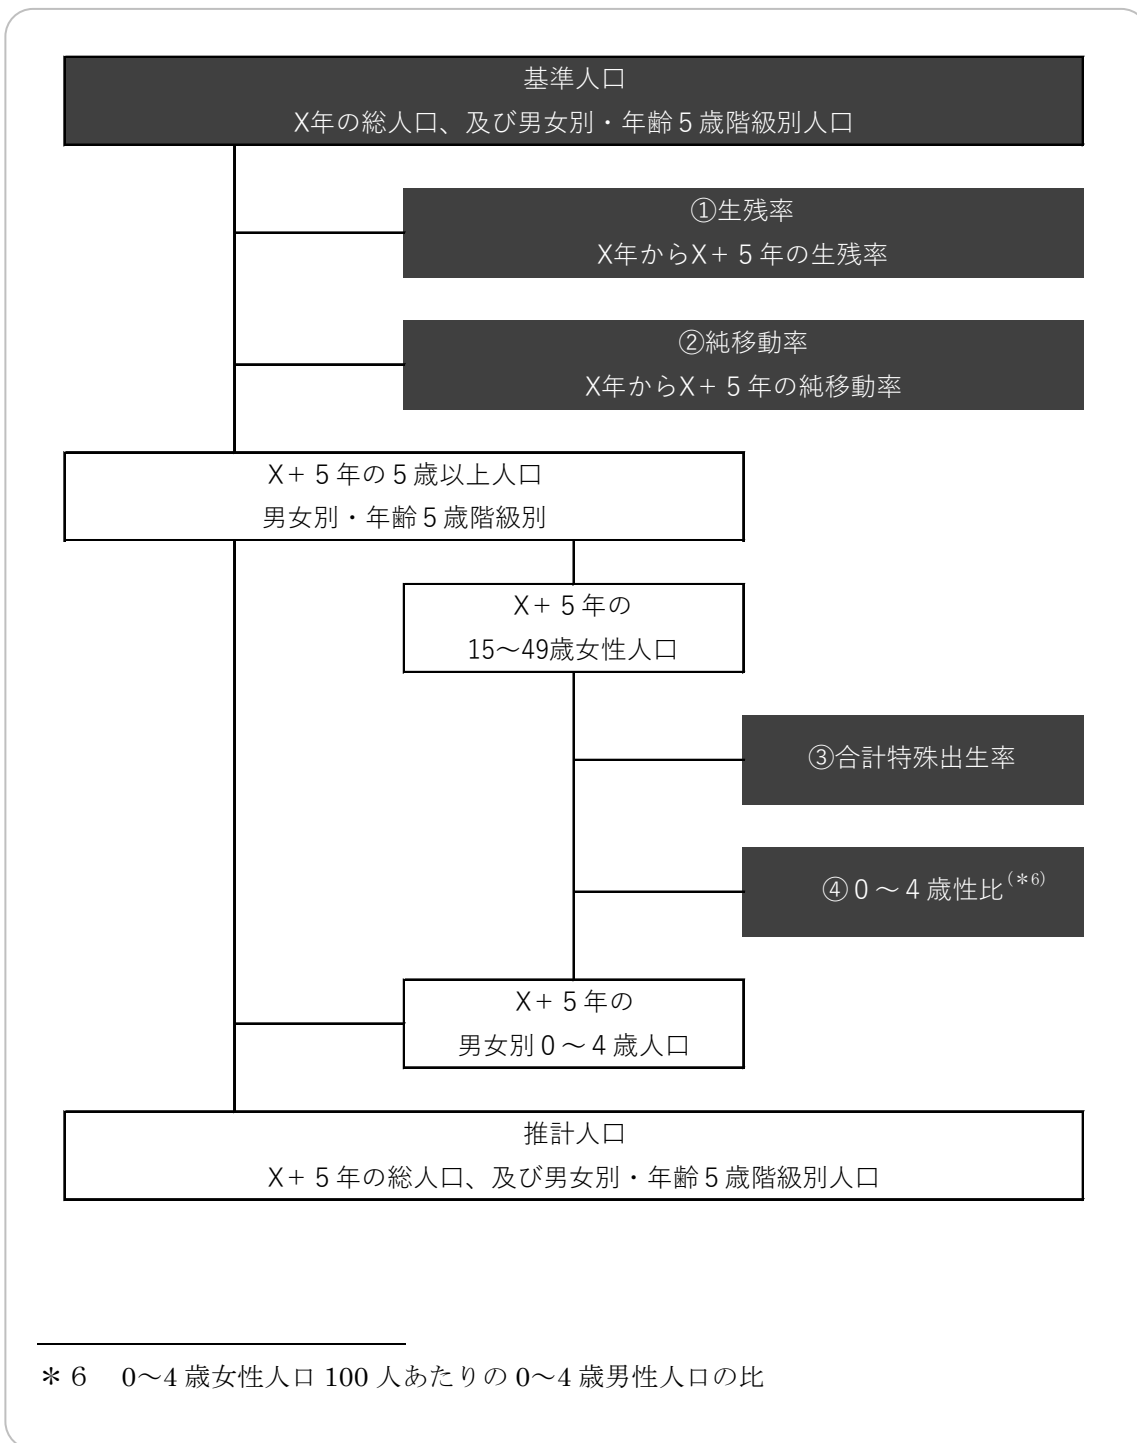 基準人口
X年の総人口、及び男女別・年齢５歳階級別人口
①生残率
X年からX＋５年の生残率
②純移動率
X年からX＋５年の純移動率
X＋５年の５歳以上人口
男女別・年齢５歳階級別
X＋５年の
15～49歳女性人口
③合計特殊出生率
④０～４歳性比(＊6)
X＋５年の
男女別０～４歳人口
推計人口
X＋５年の総人口、及び男女別・年齢５歳階級別人口
＊６　0～4 歳女性人口 100 人あたりの 0～4 歳男性人口の比